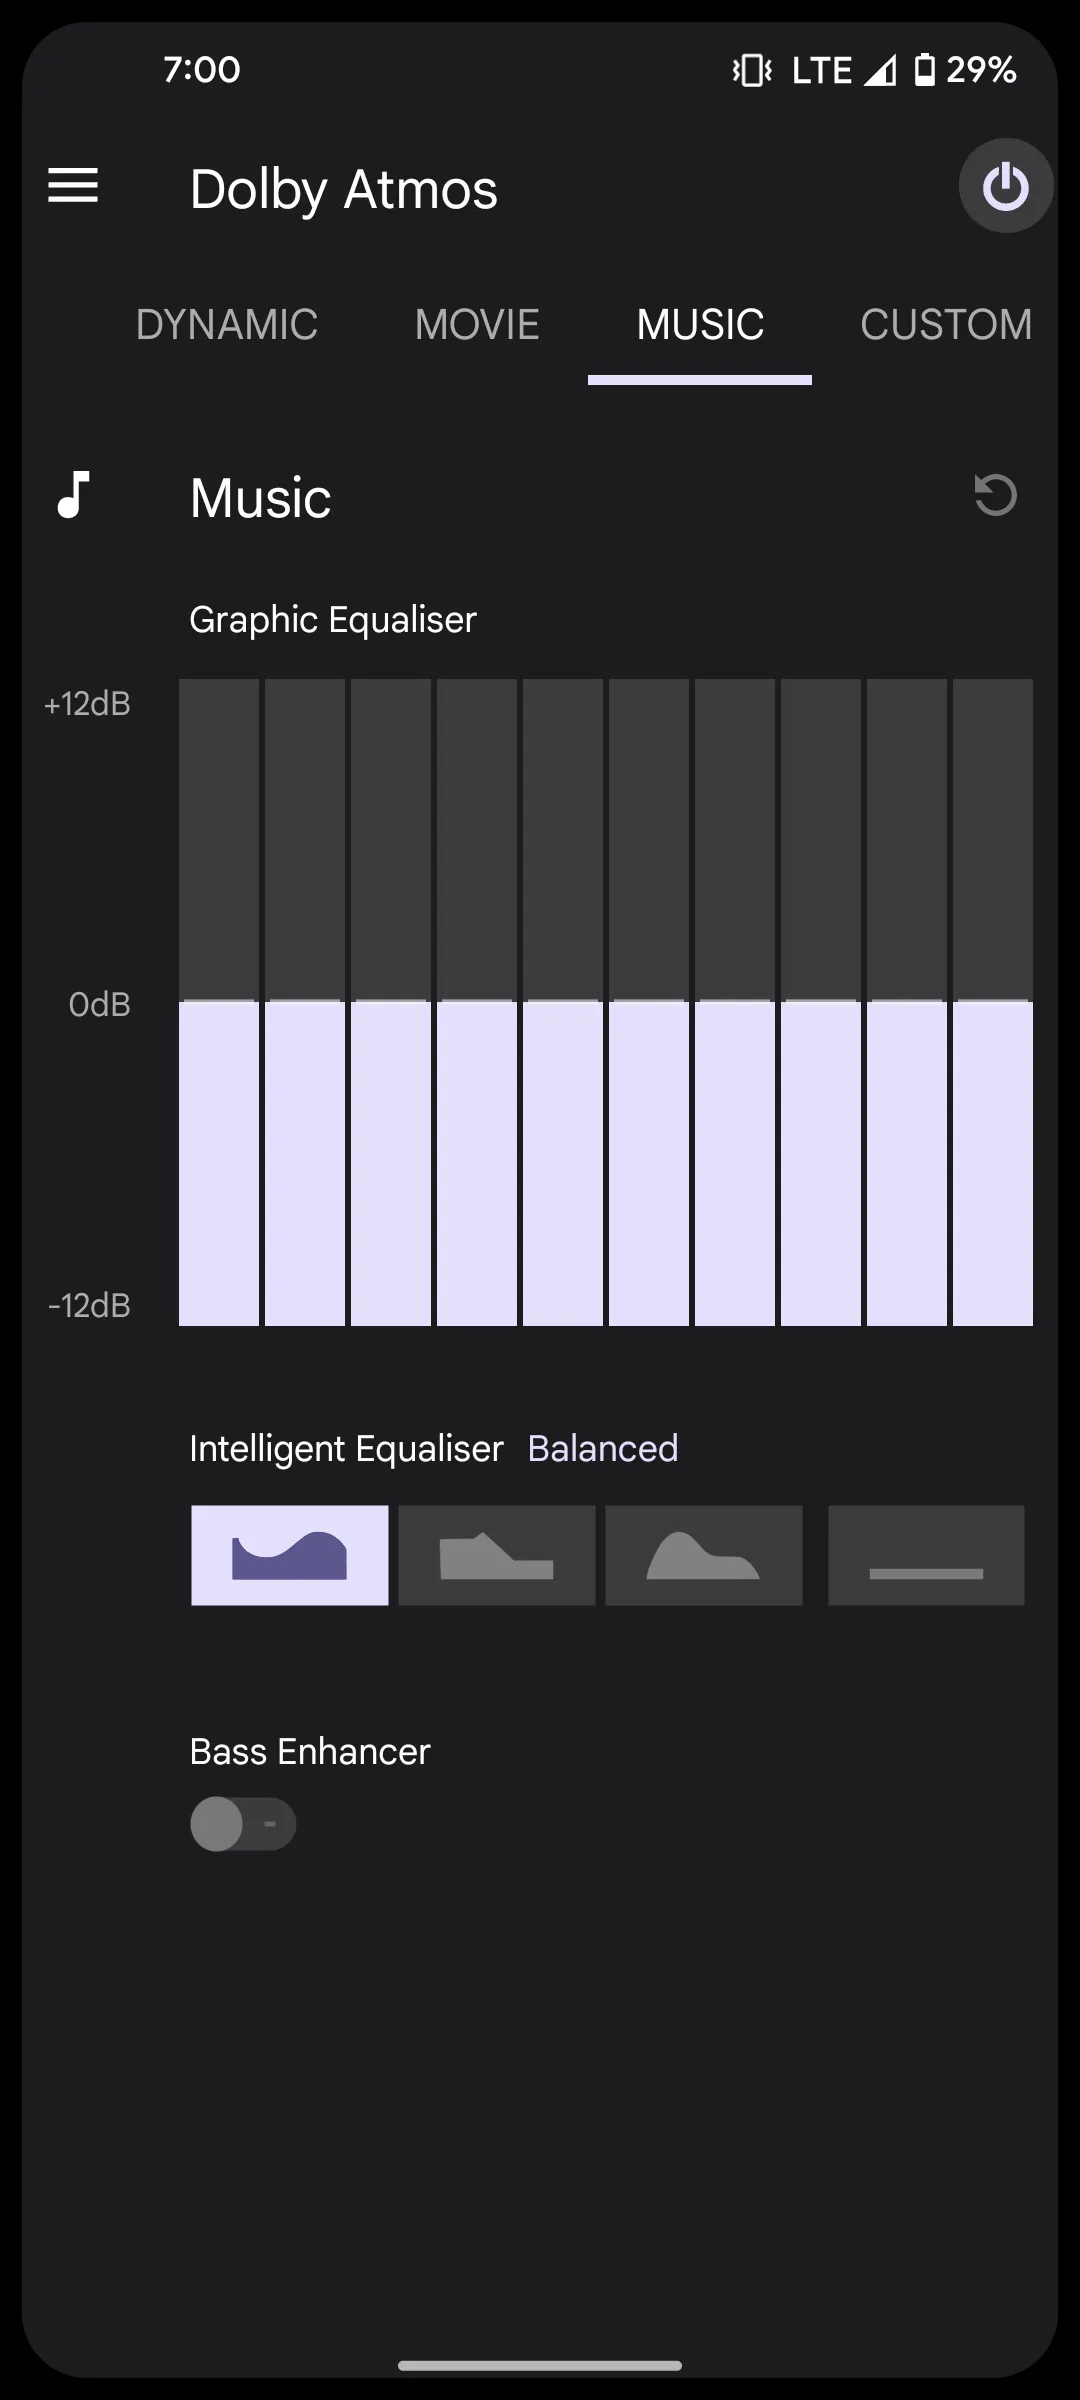 7:00 LTE 29%
Dolby Atmos
DYNAMIC MOVIE MUSIC CUSTOM
Music
Graphic Equaliser
+12dB
0dB
-12dB
Intelligent Equaliser Balanced
Bass Enhancer